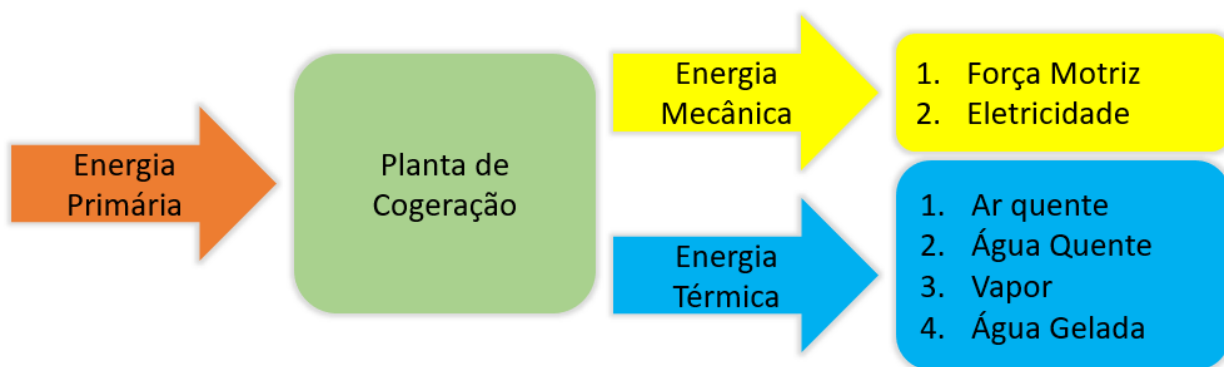 Energia
Primária
Planta de
Cogeração
Energia
Mecânica
1. Força Motriz
2. Eletricidade
Energia
Térmica
1. Ar quente
2. Água Quente
3. Vapor
4. Água Gelada